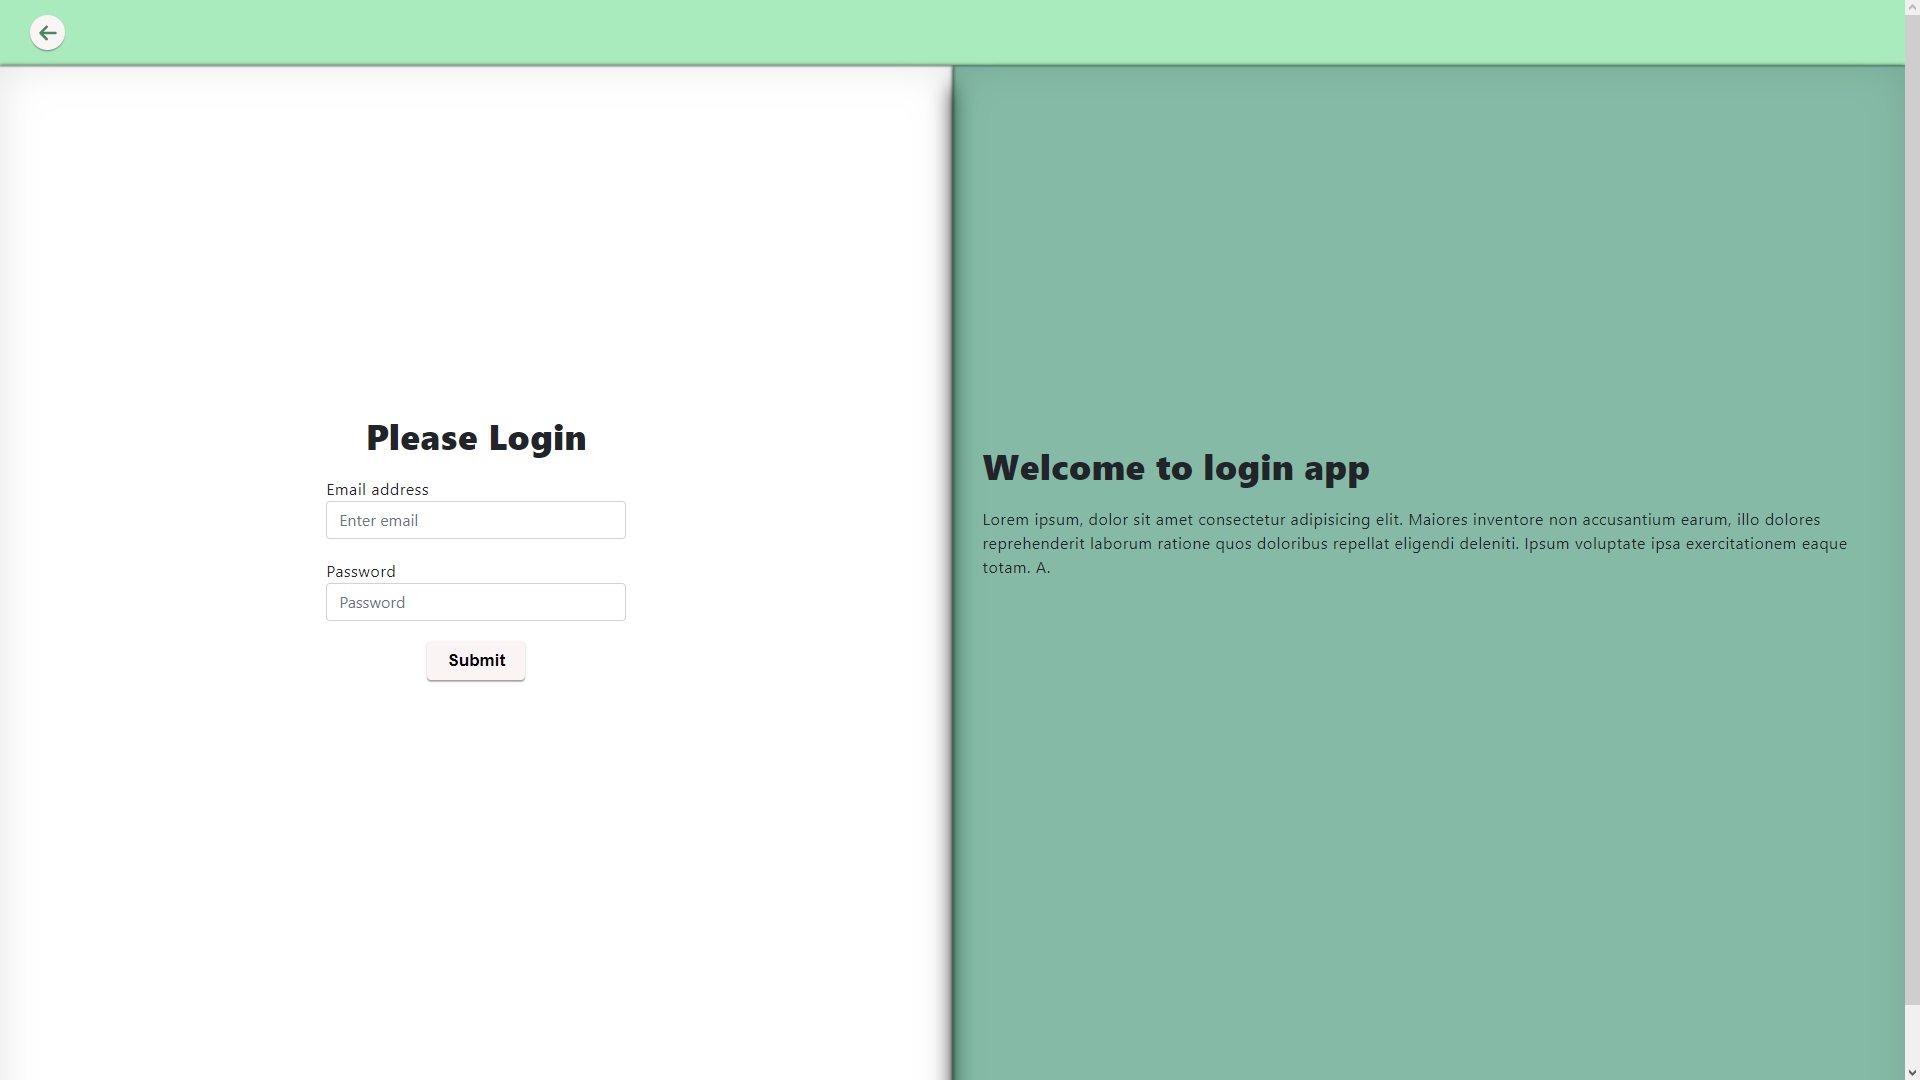 Please Login
Email address
Enter email
Password
Password
Submit
Welcome to login app
Lorem ipsum, dolor sit amet consectetur adipisicing elit. Maiores inventore non accusantium earum, illo dolores
reprehenderit laborum ratione quos doloribus repellat eligendi deleniti. Ipsum voluptate ipsa exercitationem eaque
totam. A.